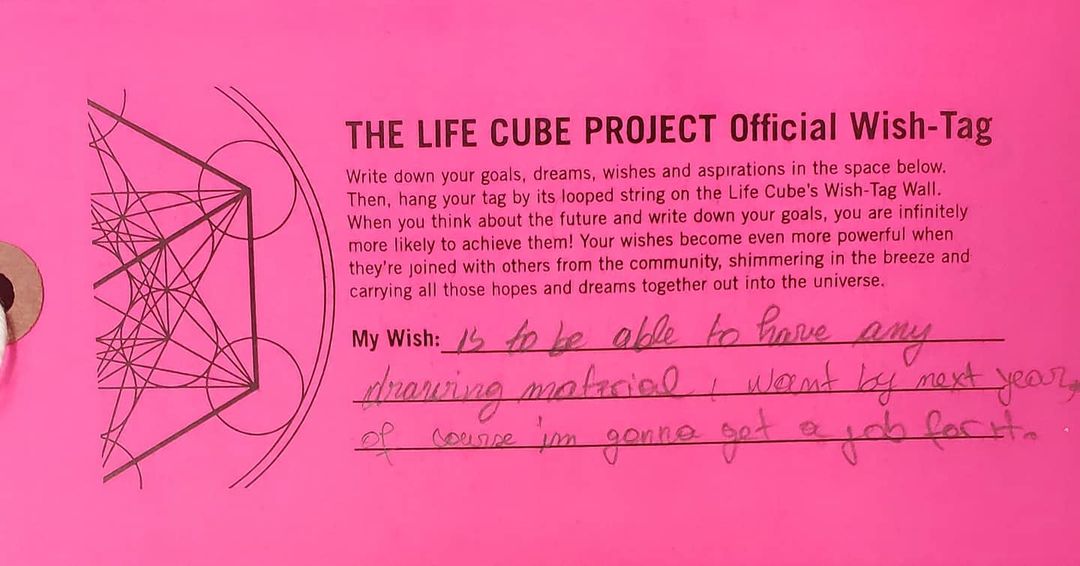 THE LIFE CUBE PROJECT Official Wish-Tag
Write down your goals, dreams, wishes and aspirations in the space below.
Then, hang your tag by its looped string on the Life Cube's Wish-Tag Wall.
When you think about the future and write down your goals, you are infinitely
more likely to achieve them! Your wishes become even more powerful when
they're joined with others from the community, shimmering in the breeze and
carrying all those hopes and dreams together out into the universe.
My Wish: is to be able to have any
drawing material i want by next year,
of course im gonna get a job for it.